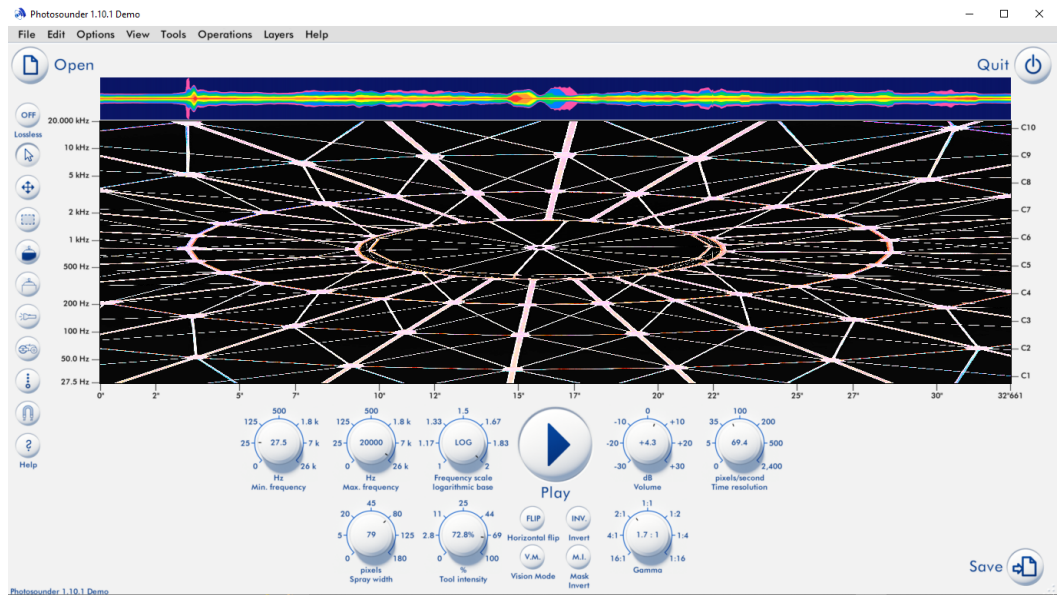 Photosounder 1.10.1 Demo
File Edit Options View Tools Operations Layers Help
Open
Quit
OFF
Lossless
20.000 kHz
10 kHz
5 kHz
2 kHz
1 kHz
500 Hz
200 Hz
100 Hz
50.0 Hz
27.5 Hz
C10
C9
C8
C7
C6
C5
C4
C3
C2
C1
0" 2" 5" 7" 10" 12" 15" 17" 20" 22" 25" 27" 30" 32"661
?
Help
0 25 125 500 1.8 k 7 k 26 k
27.5
Hz
Min. frequency
0 25 125 500 1.8 k 7 k 26 k
20000
Hz
Max. frequency
1 1.17 1.33 1.5 1.67 1.83 2
LOG
Frequency scale
logarithmic base
Play
-30 -20 -10 0 +10 +20 +30
+4.3
dB
Volume
0 5 35 100 200 500 2,400
69.4
pixels/second
Time resolution
0 5 20 45 80 125 180
79
pixels
Spray width
0 2.8 11 25 44 69 100
72.8%
%
Tool intensity
FLIP
Horizontal flip
INV.
Invert
V.M.
Vision Mode
M.I.
Mask
Invert
16:1 4:1 2:1 1:1 1:2 1:4 1:16
1.7 : 1
Gamma
Save
Photosounder 1.10.1 Demo